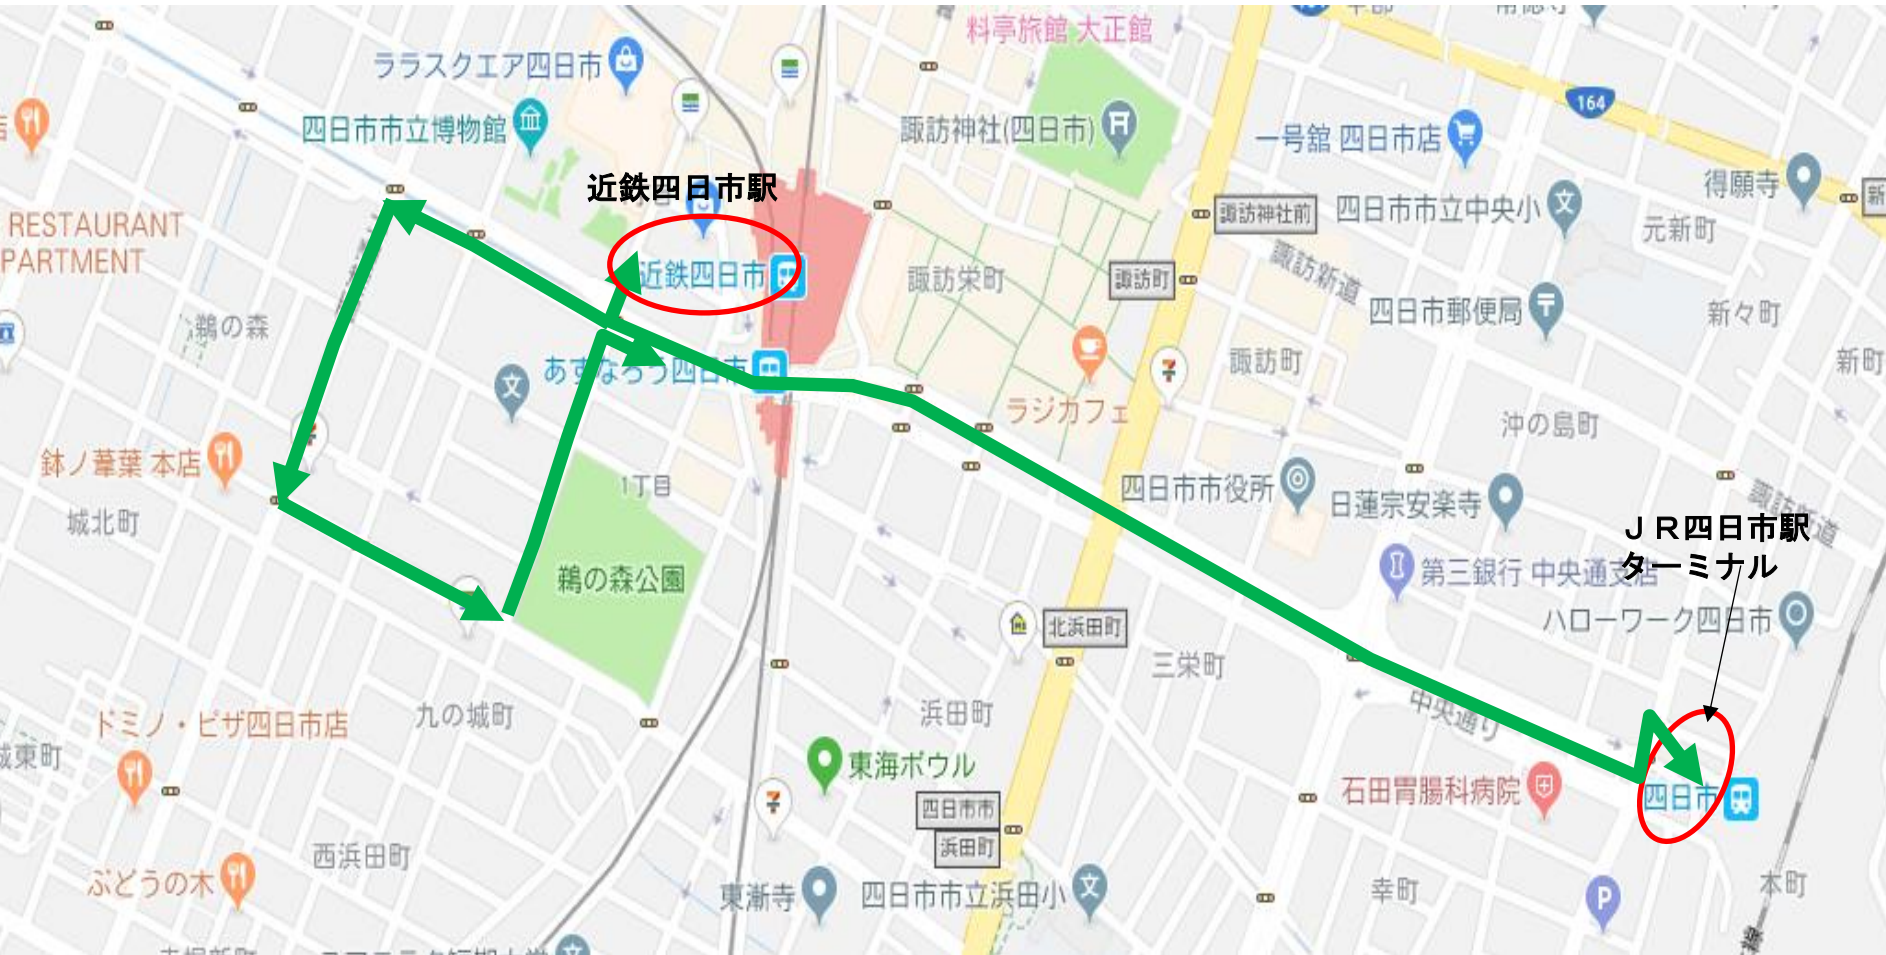 料亭旅館 大正館
ララスクエア四日市
164
四日市市立博物館
諏訪神社(四日市)
一号舘 四日市店
得願寺
新
近鉄四日市駅
諏訪神社前
四日市市立中央小
元新町
RESTAURANT
PARTMENT
近鉄四日市
諏訪栄町
諏訪町
諏訪新道
四日市郵便局
新々町
鵜の森
あすなろう四日市
諏訪町
新町
ラジカフェ
沖の島町
鉢ノ葦葉 本店
1丁目
四日市市役所
日蓮宗安楽寺
諏訪新道
城北町
ＪＲ四日市駅
ターミナル
鵜の森公園
第三銀行 中央通支店
北浜田町
ハローワーク四日市
三栄町
九の城町
浜田町
中央通り
ドミノ・ピザ四日市店
城東町
東海ボウル
石田胃腸科病院
四日市
四日市市
浜田町
西浜田町
ぶどうの木
東漸寺
四日市市立浜田小
幸町
本町
P